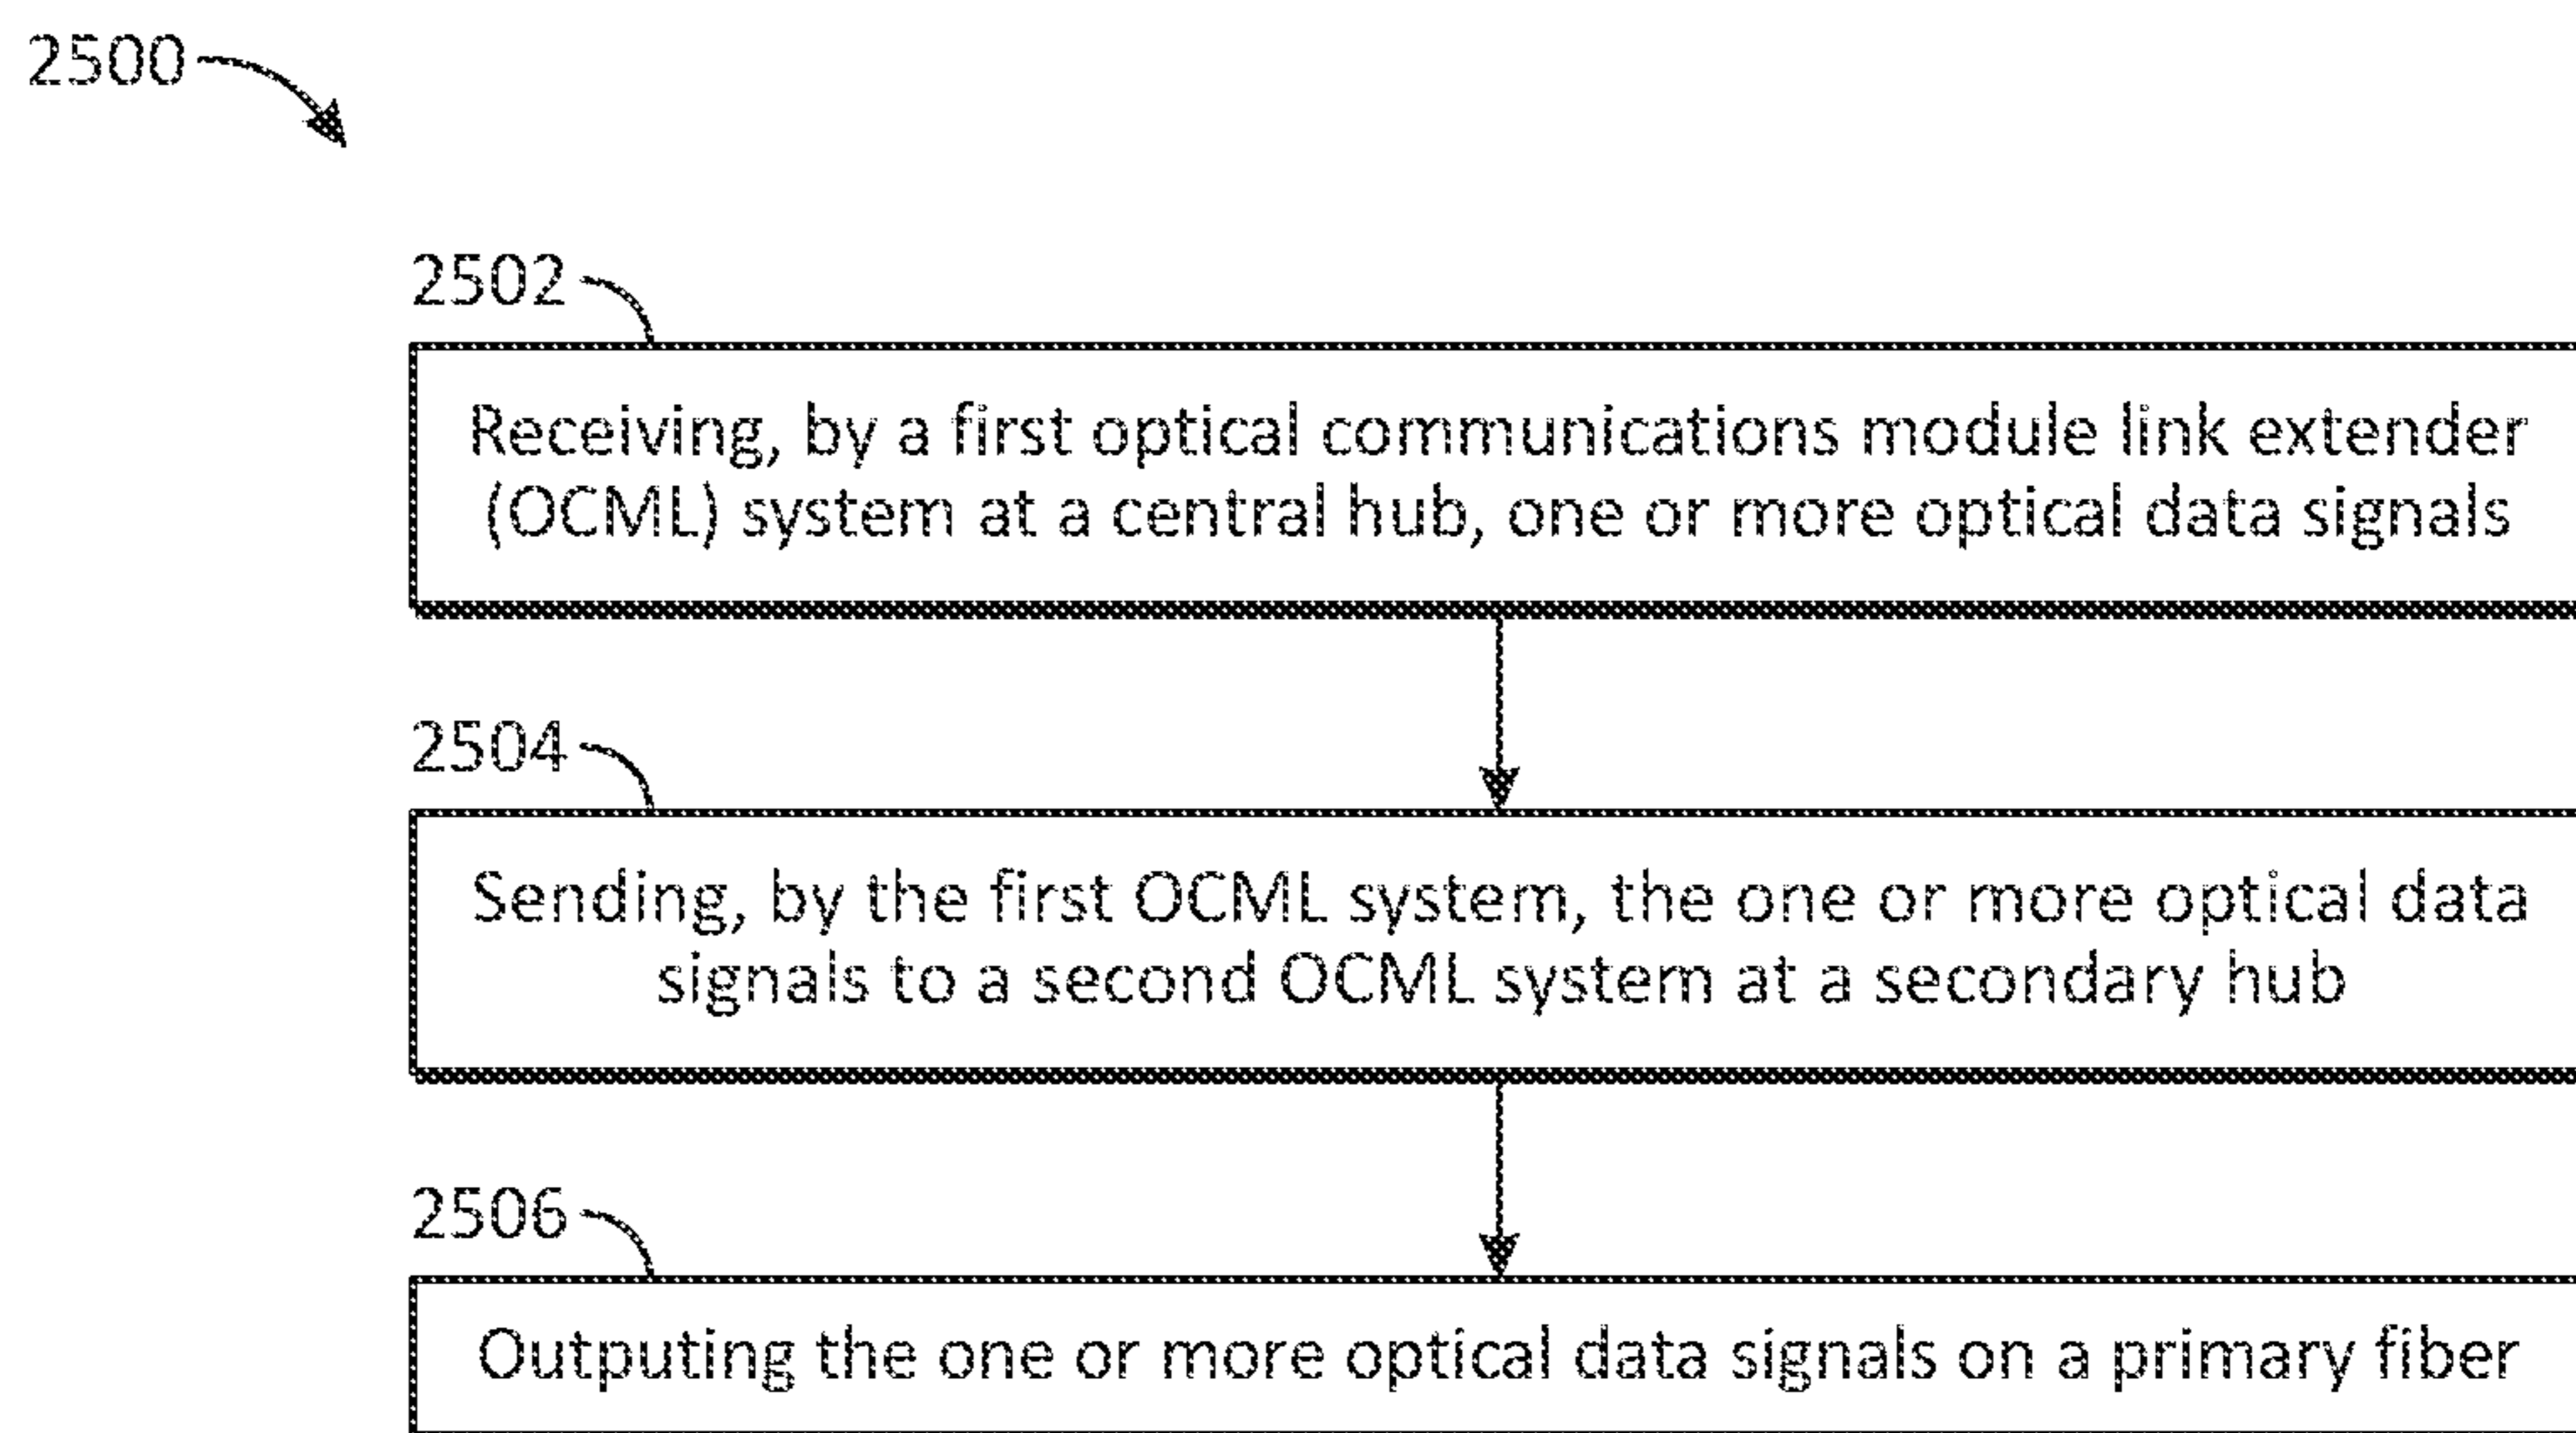 2500
2502
Receiving, by a first optical communications module link extender
(OCML) system at a central hub, one or more optical data signals
2504
Sending, by the first OCML system, the one or more optical data
signals to a second OCML system at a secondary hub
2506
Outputing the one or more optical data signals on a primary fiber